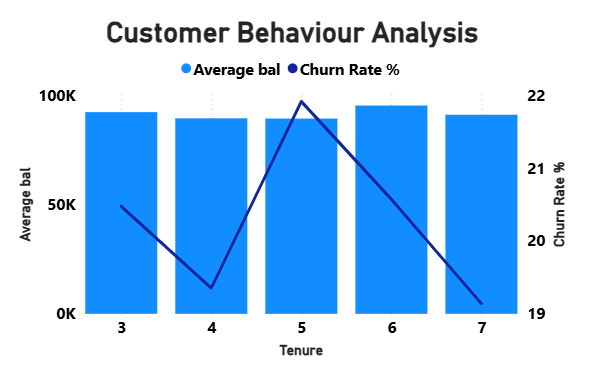 Customer Behaviour Analysis
Average bal Churn Rate %
100K
50K
0K
Average bal
22
21
20
19
Churn Rate %
3 4 5 6 7
Tenure